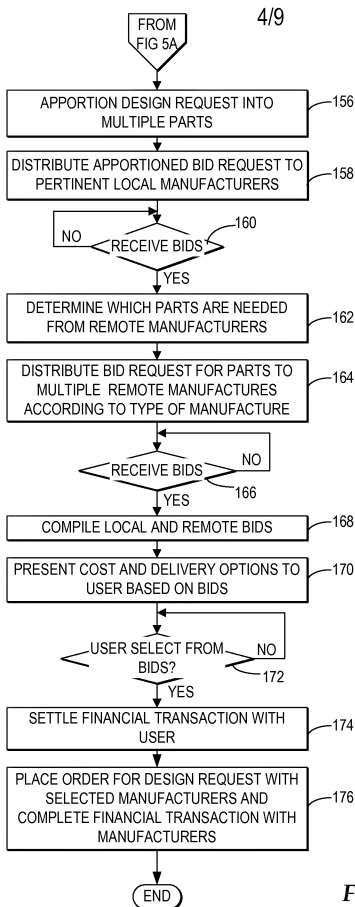 4/9
FROM
FIG 5A
APPORTION DESIGN REQUEST INTO
MULTIPLE PARTS
156
DISTRIBUTE APPORTIONED BID REQUEST TO
PERTINENT LOCAL MANUFACTURERS
158
RECEIVE BIDS
160
NO
YES
DETERMINE WHICH PARTS ARE NEEDED
FROM REMOTE MANUFACTURERS
162
DISTRIBUTE BID REQUEST FOR PARTS TO
MULTIPLE REMOTE MANUFACTURES
ACCORDING TO TYPE OF MANUFACTURE
164
RECEIVE BIDS
NO
166
YES
COMPILE LOCAL AND REMOTE BIDS
168
PRESENT COST AND DELIVERY OPTIONS TO
USER BASED ON BIDS
170
USER SELECT FROM
BIDS?
NO
172
YES
SETTLE FINANCIAL TRANSACTION WITH
USER
174
PLACE ORDER FOR DESIGN REQUEST WITH
SELECTED MANUFACTURERS AND
COMPLETE FINANCIAL TRANSACTION WITH
MANUFACTURERS
176
END
F